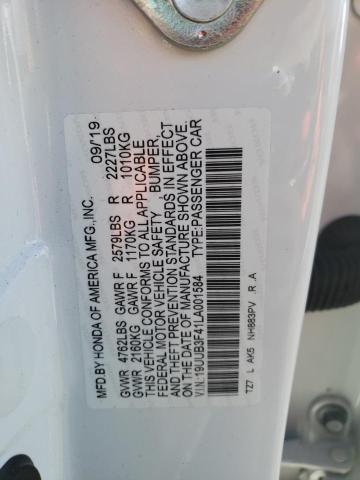 MFD. BY HONDA OF AMERICA MFG., INC. 09/'19
GVWR 4762LBS GAWR F 2579LBS R 2227LBS
GVWR 2160KG GAWR F 1170KG R 1010KG
THIS VEHICLE CONFORMS TO ALL APPLICABLE
FEDERAL MOTOR VEHICLE SAFETY, BUMPER,
AND THEFT PREVENTION STANDARDS IN EFFECT
ON THE DATE OF MANUFACTURE SHOWN ABOVE.
V.I.N:19UUB3F41LA001584 TYPE:PASSENGER CAR
TZ7 L AK5 NH883PV R .A